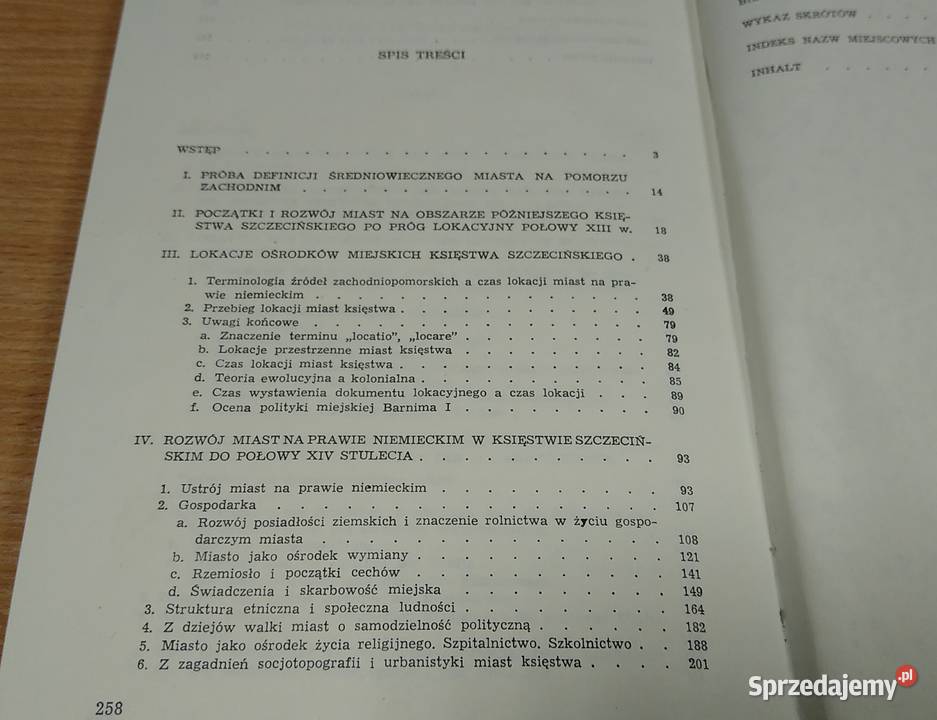 SPIS TREŚCI
WSTĘP . . . . . . . . . . . . . . . . . . . 3
I. PRÓBA DEFINICJI ŚREDNIOWIECZNEGO MIASTA NA POMORZU
ZACHODNIM . . . . . . . . . . . . . . . . 14
II. POCZĄTKI I ROZWÓJ MIAST NA OBSZARZE PÓŹNIEJSZEGO KSIĘ-
STWA SZCZECIŃSKIEGO PO PRÓG LOKACYJNY POŁOWY XIII w. 18
III. LOKACJE OŚRODKÓW MIEJSKICH KSIĘSTWA SZCZECIŃSKIEGO . 38
1. Terminologia źródeł zachodniopomorskich a czas lokacji miast na pra-
wie niemieckim . . . . . . . . . . . . . . . 38
2. Przebieg lokacji miast księstwa . . . . . . . . . . . 49
3. Uwagi końcowe . . . . . . . . . . . . . . . 79
a. Znaczenie terminu „locatio”, „locare” . . . . . . . . 79
b. Lokacje przestrzenne miast księstwa . . . . . . . . 82
c. Czas lokacji miast księstwa . . . . . . . . . . 84
d. Teoria ewolucyjna a kolonialna . . . . . . . . . . 85
e. Czas wystawienia dokumentu lokacyjnego a czas lokacji . . . 89
f. Ocena polityki miejskiej Barnima I . . . . . . . . 90
IV. ROZWÓJ MIAST NA PRAWIE NIEMIECKIM W KSIĘSTWIE SZCZECIŃ-
SKIM DO POŁOWY XIV STULECIA . . . . . . . . . . . 93
1. Ustrój miast na prawie niemieckim . . . . . . . . . . 93
2. Gospodarka . . . . . . . . . . . . . . . . 107
a. Rozwój posiadłości ziemskich i znaczenie rolnictwa w życiu gospo-
darczym miasta . . . . . . . . . . . . . . 108
b. Miasto jako ośrodek wymiany . . . . . . . . . . 121
c. Rzemiosło i początki cechów . . . . . . . . . . 141
d. Świadczenia i skarbowość miejska . . . . . . . . 149
3. Struktura etniczna i społeczna ludności . . . . . . . . . 164
4. Z dziejów walki miast o samodzielność polityczną . . . . . . 182
5. Miasto jako ośrodek życia religijnego. Szpitalnictwo. Szkolnictwo . . 188
6. Z zagadnień socjotopografii i urbanistyki miast księstwa . . . . 201
258
WYKAZ SKRÓTÓW . . . .
INDEKS NAZW MIEJSCOWYCH
INHALT . . . . .
Sprzedajemy.pl